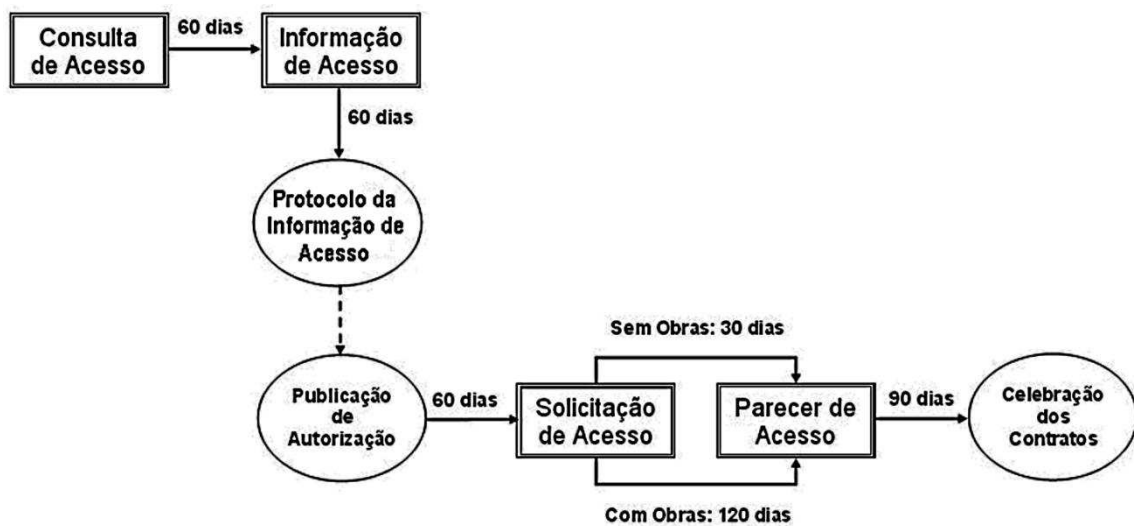 60 dias
Consulta
de Acesso
Informação
de Acesso
60 dias
Protocolo da
Informação de
Acesso
Sem Obras: 30 dias
Publicação
de
Autorização
60 dias
Solicitação
de Acesso
Parecer de
Acesso
90 dias
Celebração
dos
Contratos
Com Obras: 120 dias